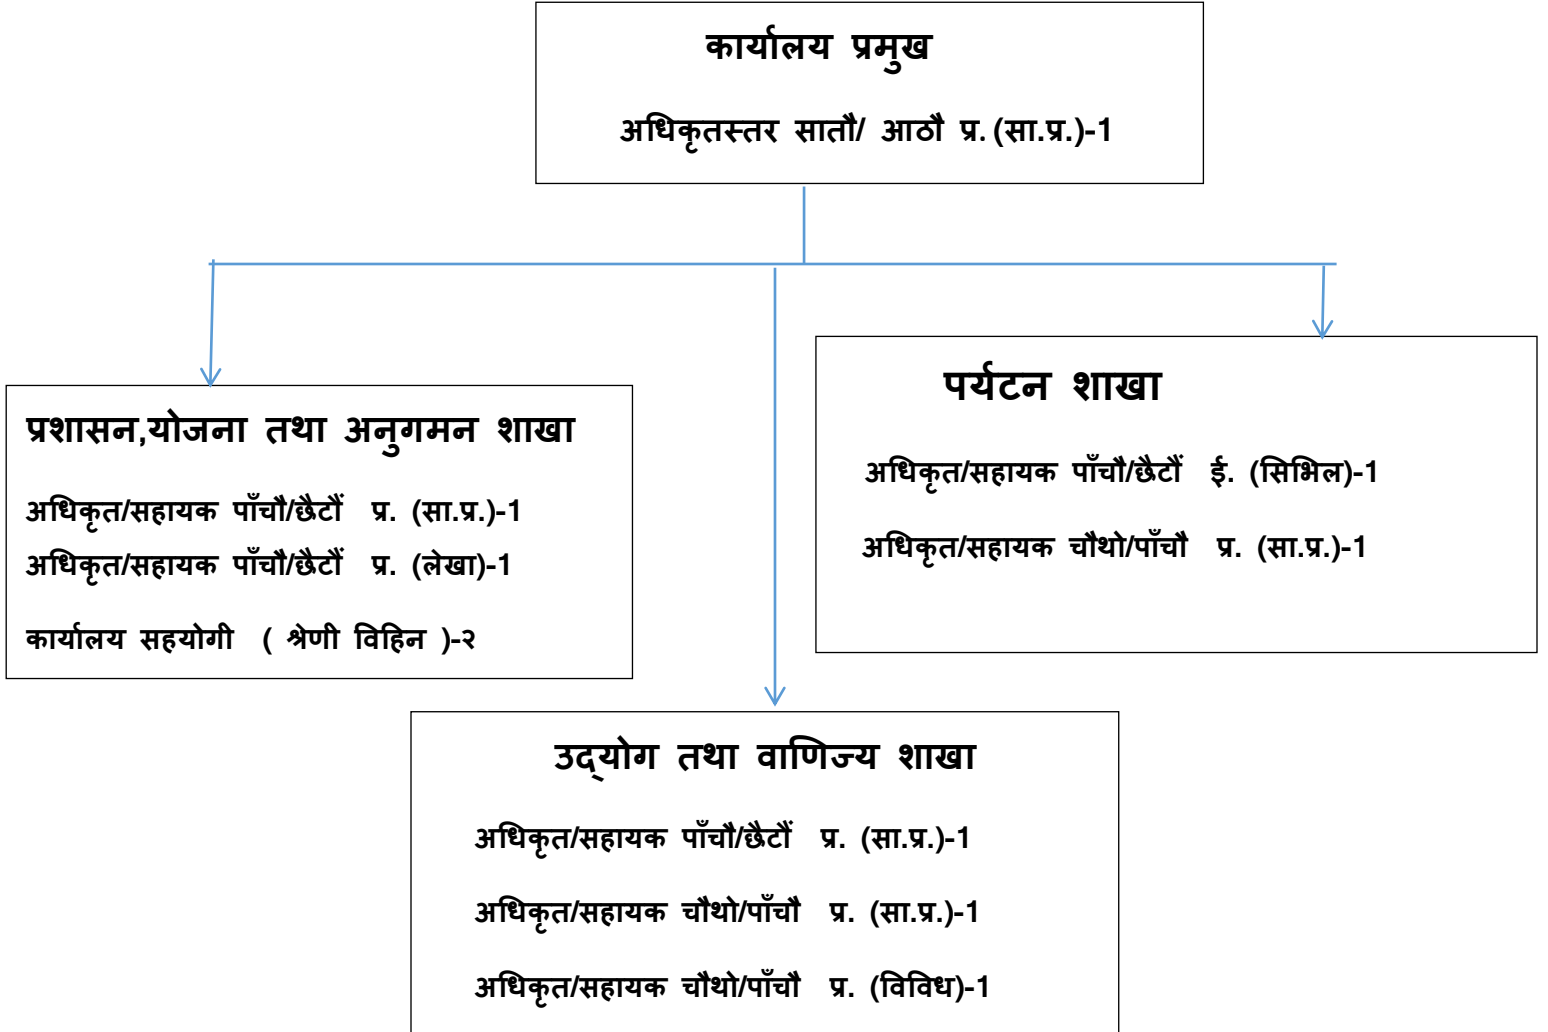 कार्यालय प्रमुख
अधिकृतस्तर सातौ/ आठौ प्र. (सा.प्र.)-1
प्रशासन,योजना तथा अनुगमन शाखा
अधिकृत/सहायक पाँचौ/छैटौं प्र. (सा.प्र.)-1
अधिकृत/सहायक पाँचौ/छैटौं प्र. (लेखा)-1
कार्यालय सहयोगी ( श्रेणी विहिन )-२
पर्यटन शाखा
अधिकृत/सहायक पाँचौ/छैटौं ई. (सिभिल)-1
अधिकृत/सहायक चौथो/पाँचौ प्र. (सा.प्र.)-1
उद्‌योग तथा वाणिज्य शाखा
अधिकृत/सहायक पाँचौ/छैटौं प्र. (सा.प्र.)-1
अधिकृत/सहायक चौथो/पाँचौ प्र. (सा.प्र.)-1
अधिकृत/सहायक चौथो/पाँचौ प्र. (विविध)-1